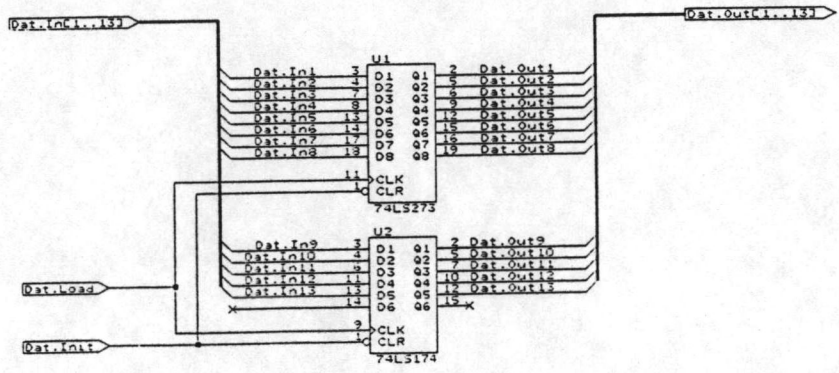 Dat.In[1..13]
Dat.Out[1..13]
U1
Dat.In1 3 D1 Q1 2 Dat.Out1
Dat.In2 4 D2 Q2 5 Dat.Out2
Dat.In3 7 D3 Q3 6 Dat.Out3
Dat.In4 8 D4 Q4 9 Dat.Out4
Dat.In5 13 D5 Q5 12 Dat.Out5
Dat.In6 14 D6 Q6 15 Dat.Out6
Dat.In7 17 D7 Q7 16 Dat.Out7
Dat.In8 18 D8 Q8 19 Dat.Out8
11 CLK
1 CLR
74LS273
U2
Dat.In9 3 D1 Q1 2 Dat.Out9
Dat.In10 4 D2 Q2 5 Dat.Out10
Dat.In11 6 D3 Q3 7 Dat.Out11
Dat.In12 11 D4 Q4 10 Dat.Out12
Dat.In13 13 D5 Q5 12 Dat.Out13
14 D6 Q6 15
Dat.Load
9 CLK
1 CLR
Dat.Init
74LS174